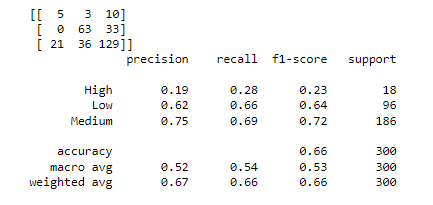 [[ 5 3 10]
[ 0 63 33]
[ 21 36 129]]
precision recall f1-score support
High 0.19 0.28 0.23 18
Low 0.62 0.66 0.64 96
Medium 0.75 0.69 0.72 186
accuracy 0.66 300
macro avg 0.52 0.54 0.53 300
weighted avg 0.67 0.66 0.66 300